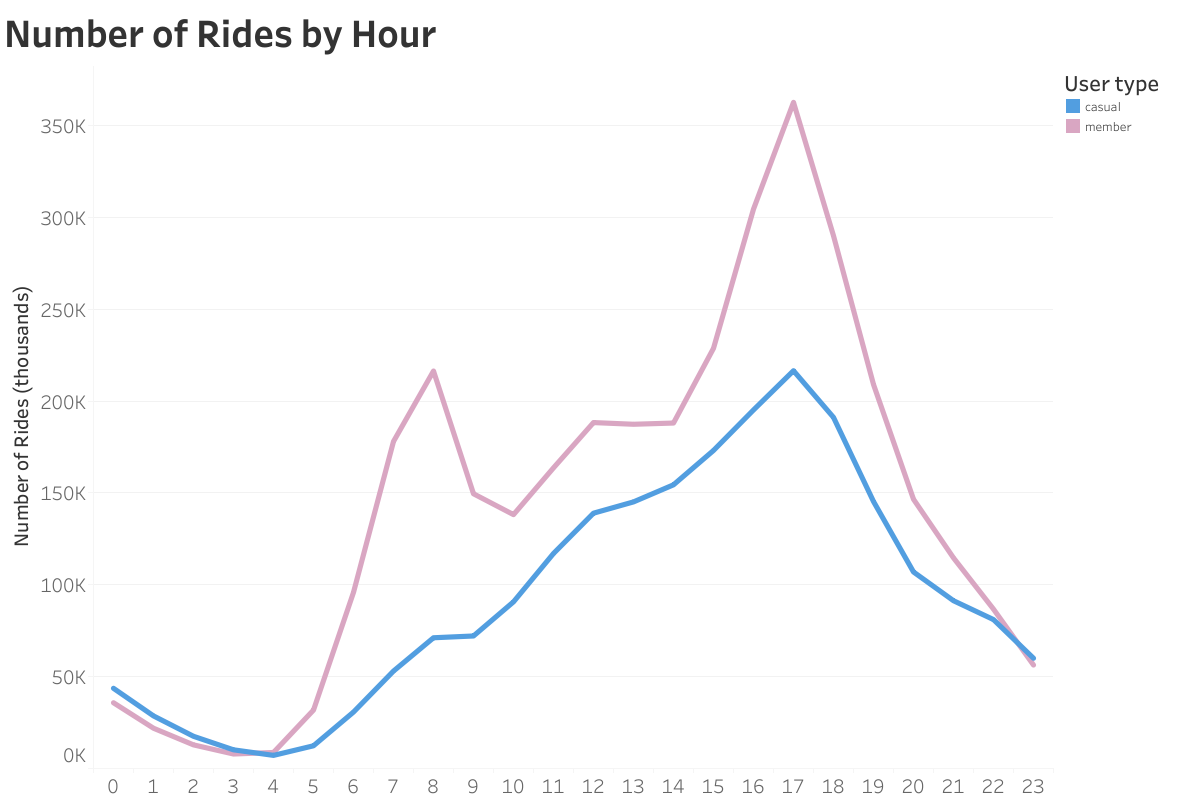 Number of Rides by Hour
User type
casual
member
Number of Rides (thousands)
350K
300K
250K
200K
150K
100K
50K
0K
0 1 2 3 4 5 6 7 8 9 10 11 12 13 14 15 16 17 18 19 20 21 22 23